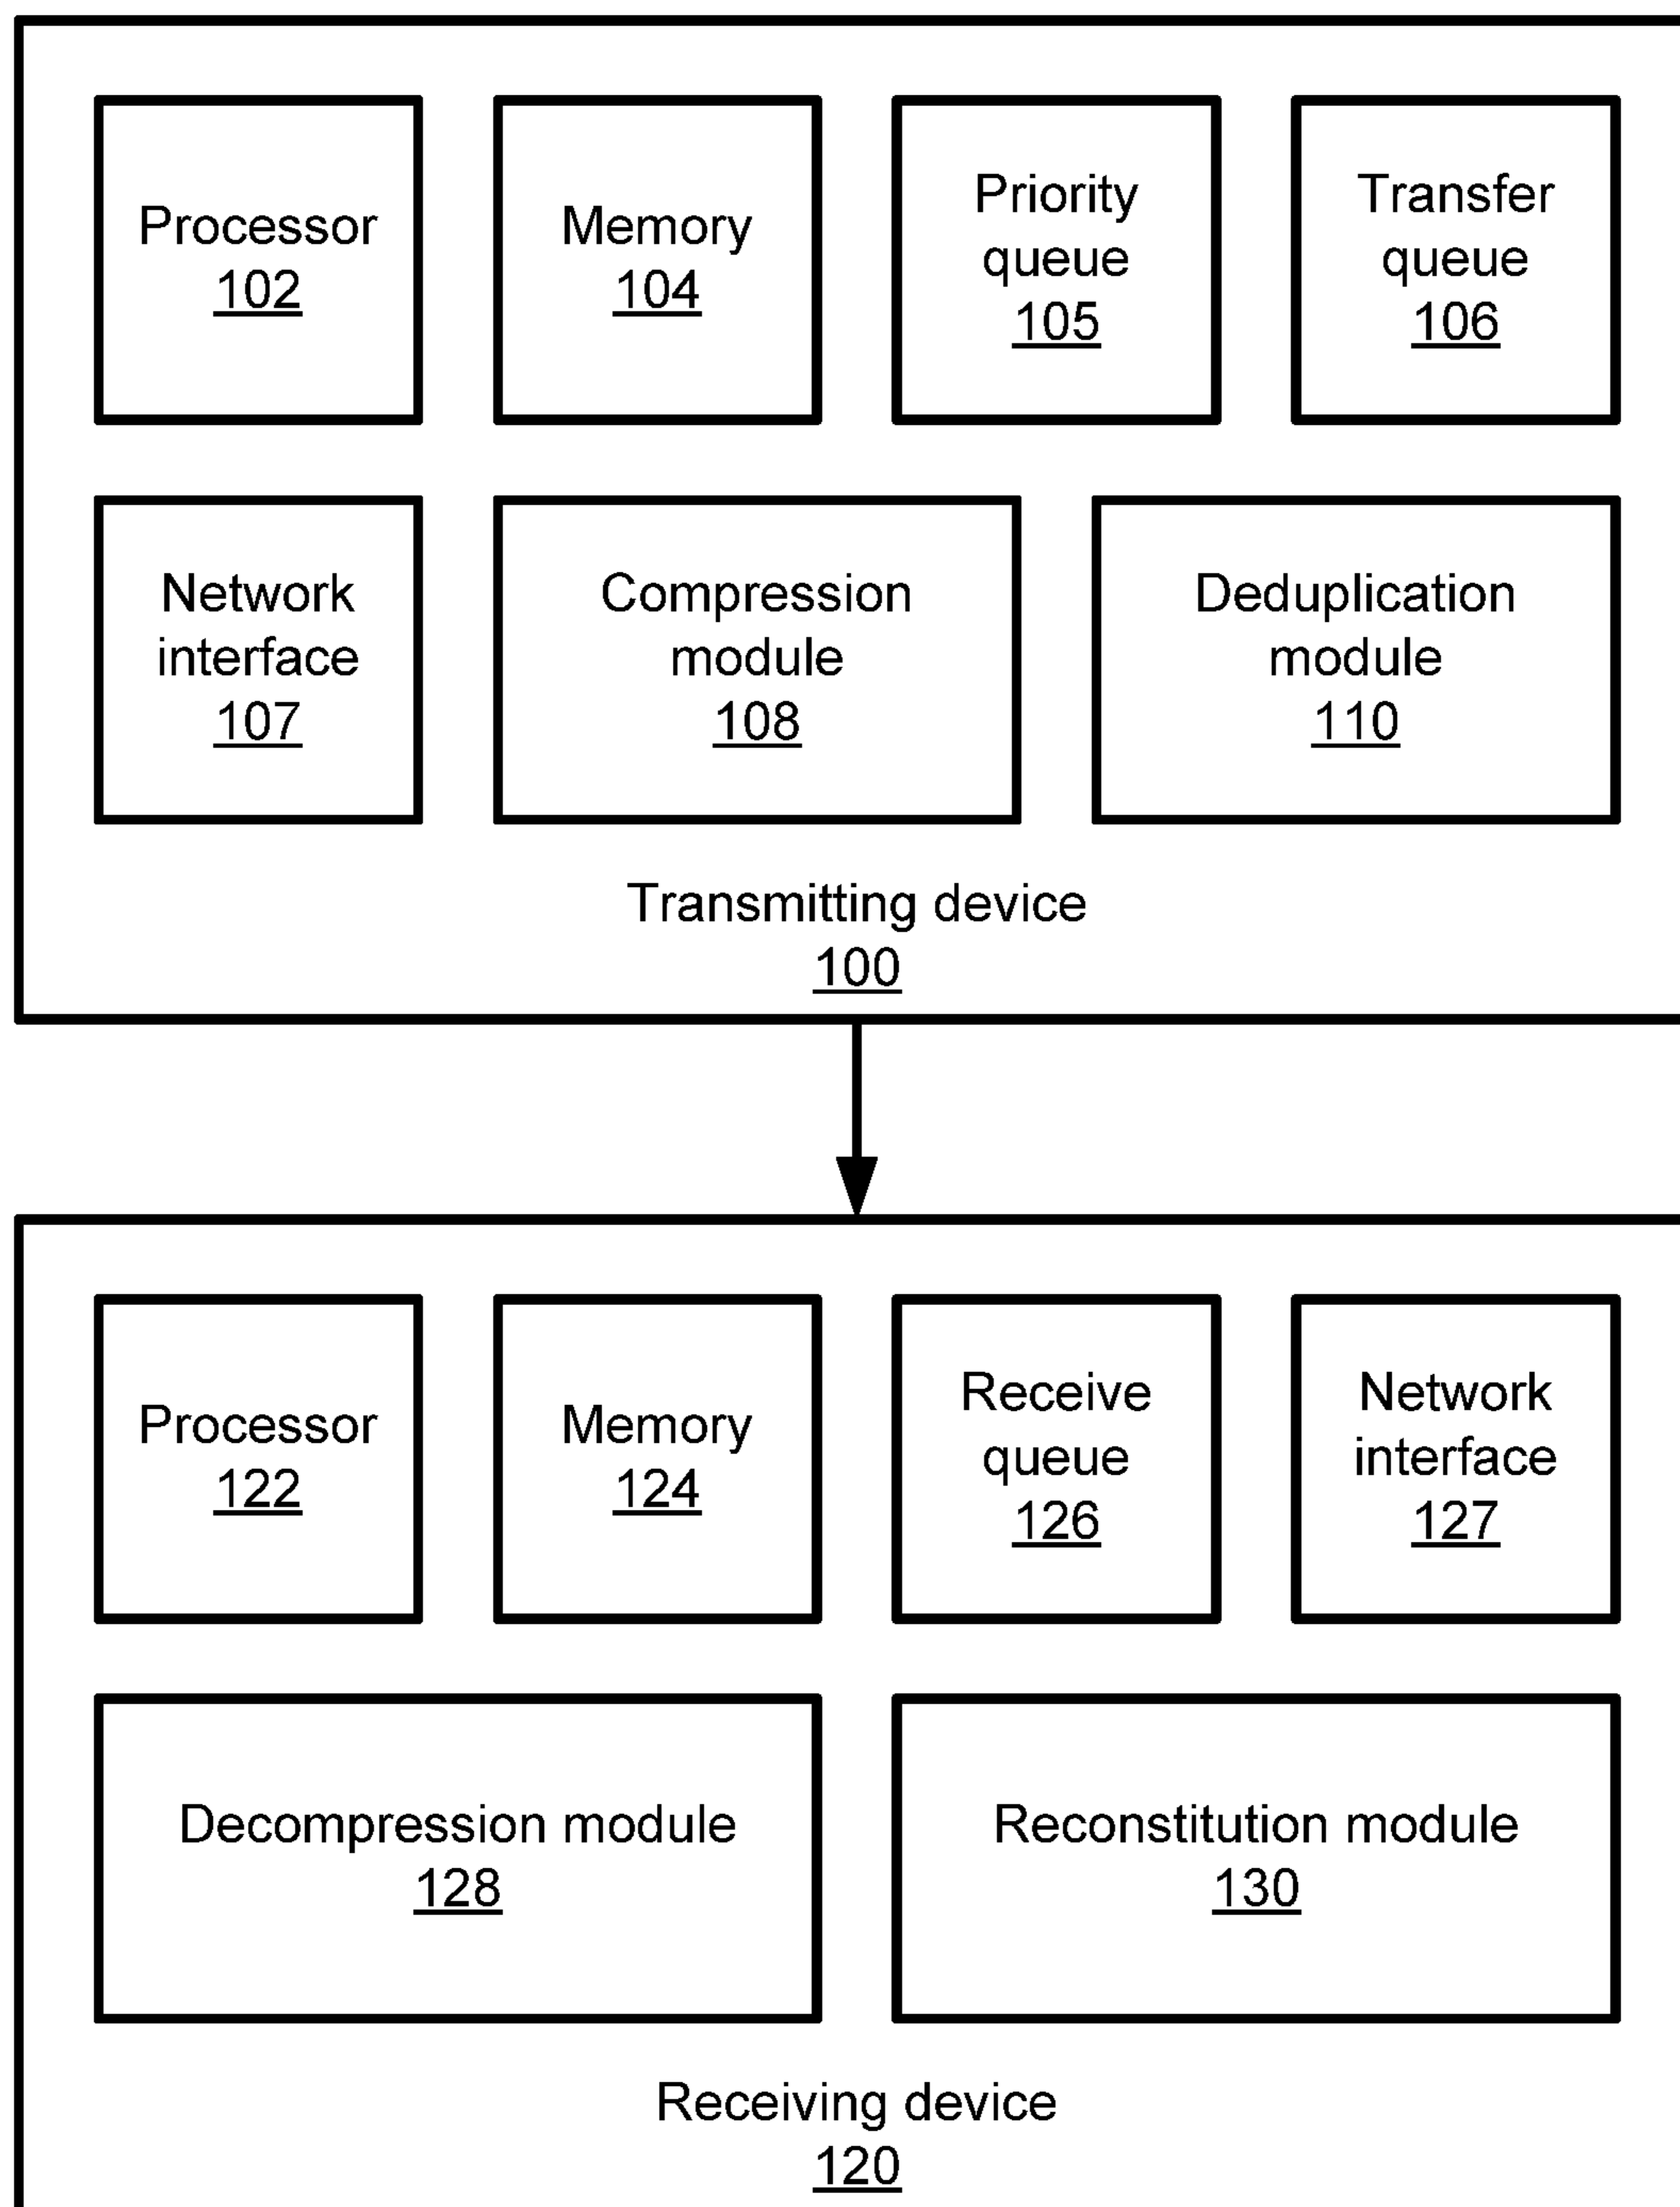 Processor
102
Memory
104
Priority
queue
105
Transfer
queue
106
Network
interface
107
Compression
module
108
Deduplication
module
110
Transmitting device
100
Processor
122
Memory
124
Receive
queue
126
Network
interface
127
Decompression module
128
Reconstitution module
130
Receiving device
120